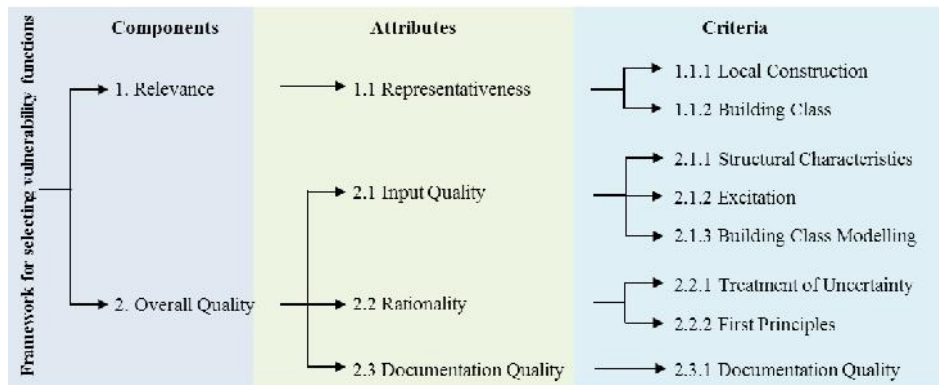 Framework for selecting vulnerability functions
Components
Attributes
Criteria
1. Relevance
1.1 Representativeness
1.1.1 Local Construction
1.1.2 Building Class
2. Overall Quality
2.1 Input Quality
2.1.1 Structural Characteristics
2.1.2 Excitation
2.1.3 Building Class Modelling
2.2 Rationality
2.2.1 Treatment of Uncertainty
2.2.2 First Principles
2.3 Documentation Quality
2.3.1 Documentation Quality